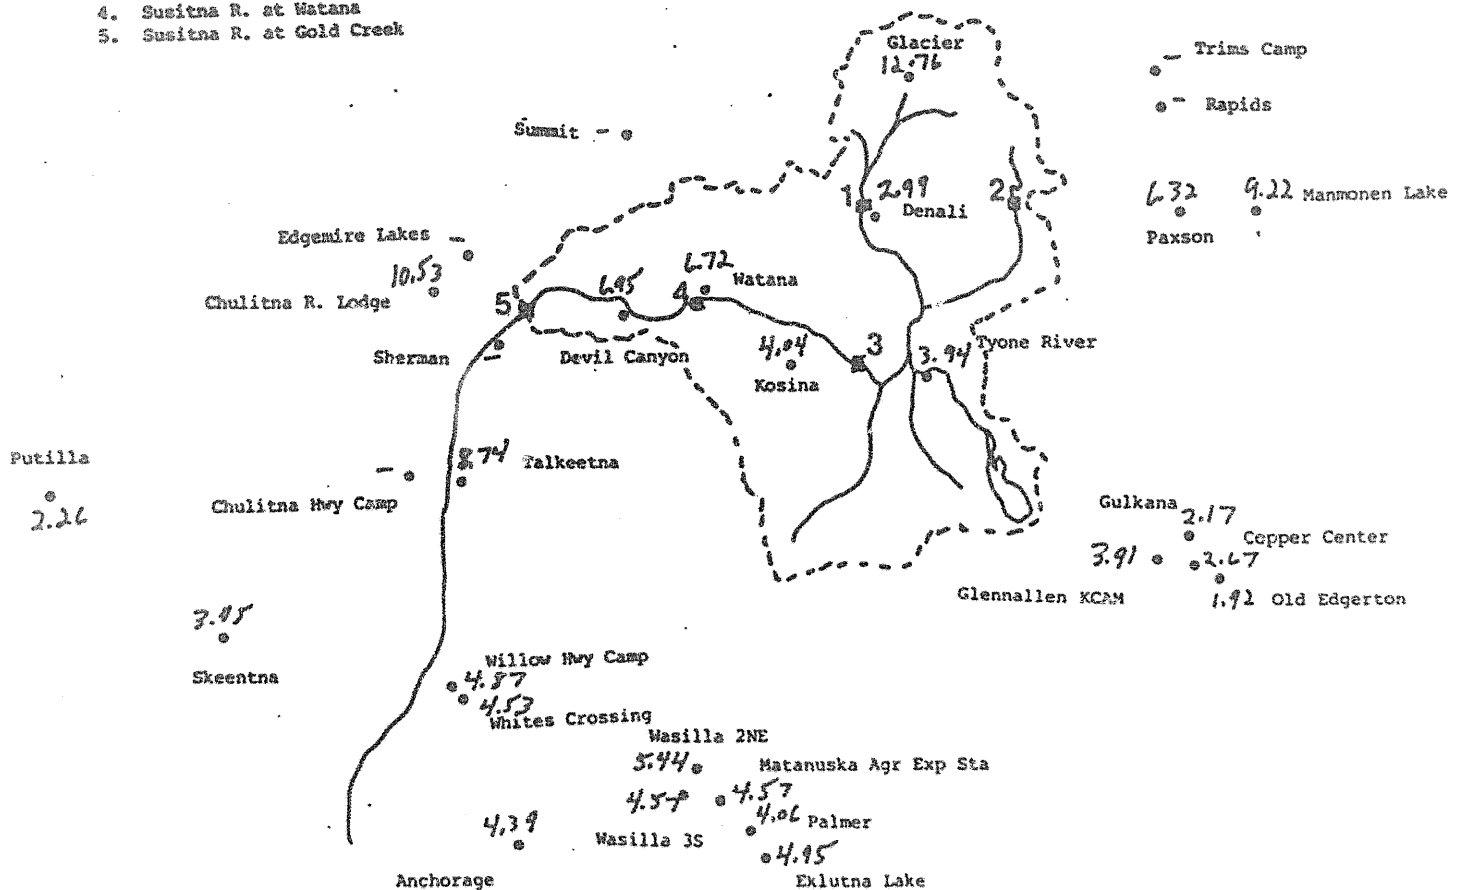 4. Susitna R. at Watana
5. Susitna R. at Gold Creek
Glacier
12.76
Trims Camp
Rapids
Summit
1
2.99
Denali
2
6.32
Paxson
9.22 Manmonen Lake
Edgemire Lakes
10.53
Chulitna R. Lodge
5
6.95
4
6.72
Watana
Sherman
Devil Canyon
4.04
Kosina
3
3.94
Tyone River
Putilla
2.26
8.74 Talkeetna
Chulitna Hwy Camp
Gulkana
2.17
Copper Center
3.91
2.67
Glennallen KCAM
1.92 Old Edgerton
Skeentna
Willow Hwy Camp
4.87
4.53
Whites Crossing
Wasilla 2NE
5.44
Matanuska Agr Exp Sta
4.57
4.06 Palmer
4.39
Wasilla 3S
4.95
Anchorage
Eklutna Lake